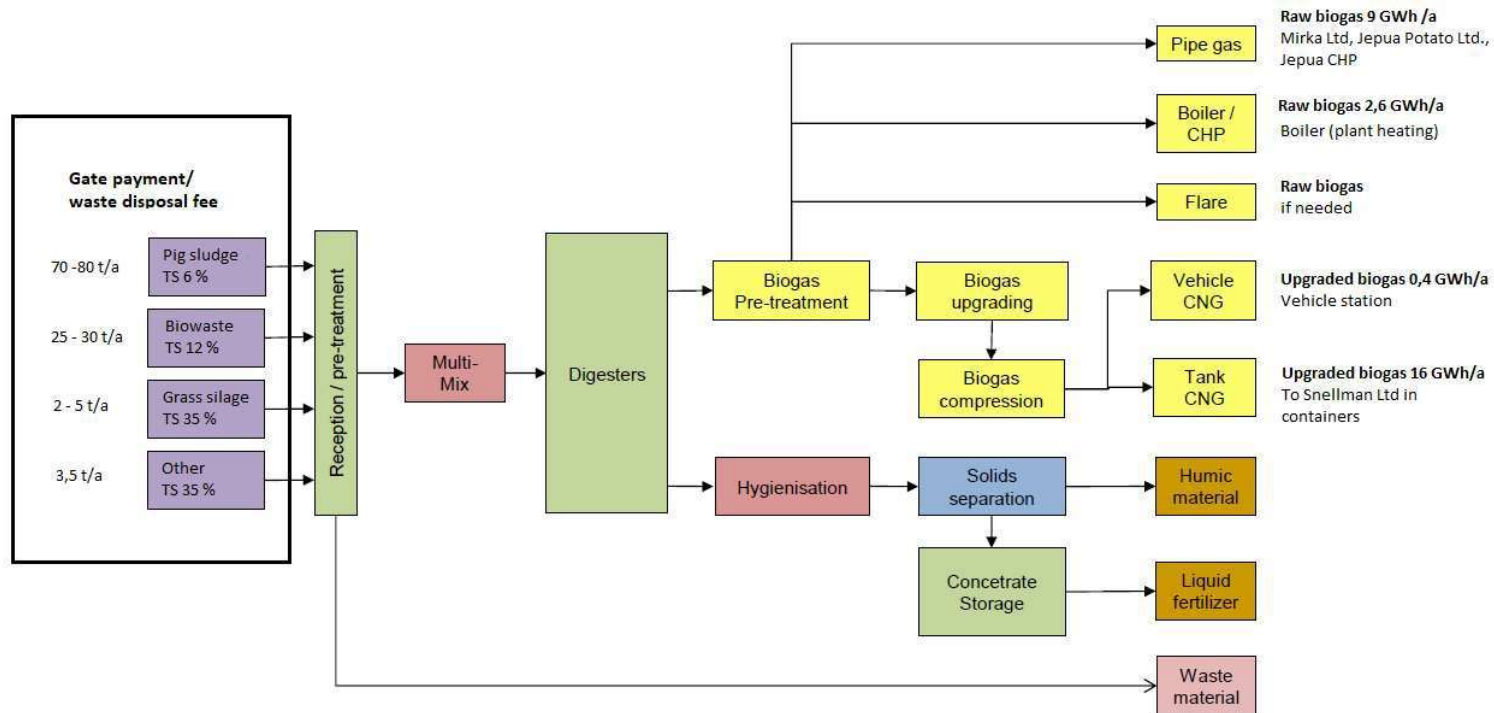 Gate payment/
waste disposal fee
70 -80 t/a
Pig sludge
TS 6 %
25 - 30 t/a
Biowaste
TS 12 %
2 - 5 t/a
Grass silage
TS 35 %
3,5 t/a
Other
TS 35 %
Reception / pre-treatment
Multi-
Mix
Digesters
Biogas
Pre-treatment
Biogas
upgrading
Biogas
compression
Hygienisation
Solids
separation
Concetrate
Storage
Pipe gas
Raw biogas 9 GWh /a
Mirka Ltd, Jepua Potato Ltd.,
Jepua CHP
Boiler /
CHP
Raw biogas 2,6 GWh/a
Boiler (plant heating)
Flare
Raw biogas
if needed
Vehicle
CNG
Upgraded biogas 0,4 GWh/a
Vehicle station
Tank
CNG
Upgraded biogas 16 GWh/a
To Snellman Ltd in
containers
Humic
material
Liquid
fertilizer
Waste
material